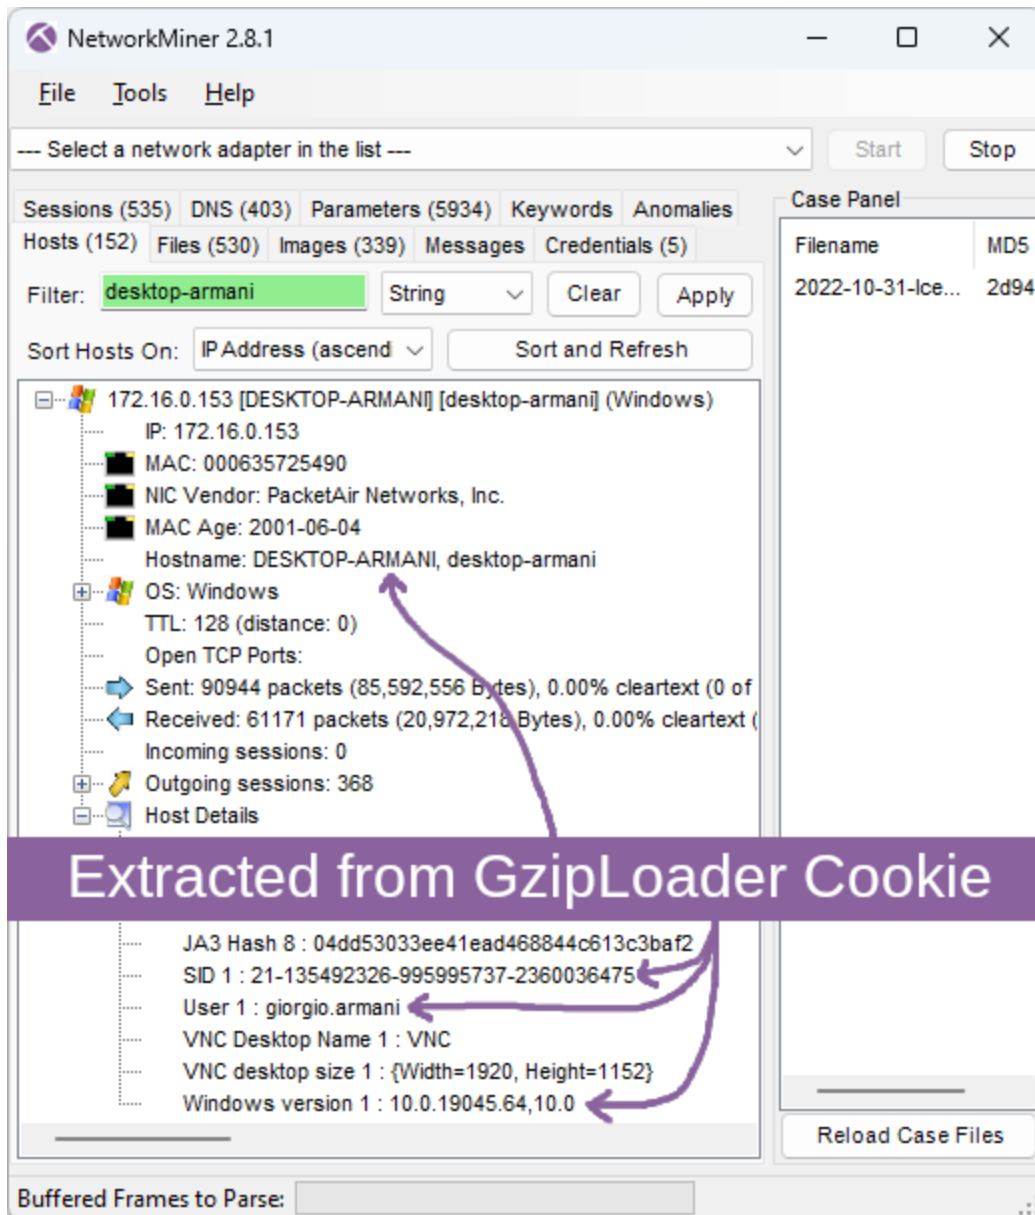 NetworkMiner 2.8.1
File Tools Help
--- Select a network adapter in the list --- Start Stop
Sessions (535) DNS (403) Parameters (5934) Keywords Anomalies
Hosts (152) Files (530) Images (339) Messages Credentials (5)
Filter: desktop-armani String Clear Apply
Sort Hosts On: IP Address (ascend Sort and Refresh
172.16.0.153 [DESKTOP-ARMANI] [desktop-armani] (Windows)
IP: 172.16.0.153
MAC: 000635725490
NIC Vendor: PacketAir Networks, Inc.
MAC Age: 2001-06-04
Hostname: DESKTOP-ARMANI, desktop-armani
OS: Windows
TTL: 128 (distance: 0)
Open TCP Ports:
Sent: 90944 packets (85,592,556 Bytes), 0.00% cleartext (0 of
Received: 61171 packets (20,972,218 Bytes), 0.00% cleartext (
Incoming sessions: 0
Outgoing sessions: 368
Host Details
Extracted from GzipLoader Cookie
JA3 Hash 8 : 04dd53033ee41ead468844c613c3baf2
SID 1 : 21-135492326-995995737-2360036475
User 1 : giorgio.armani
VNC Desktop Name 1 : VNC
VNC desktop size 1 : {Width=1920, Height=1152}
Windows version 1 : 10.0.19045.64,10.0
Case Panel
Filename MD5
2022-10-31-Ice... 2d94
Reload Case Files
Buffered Frames to Parse: